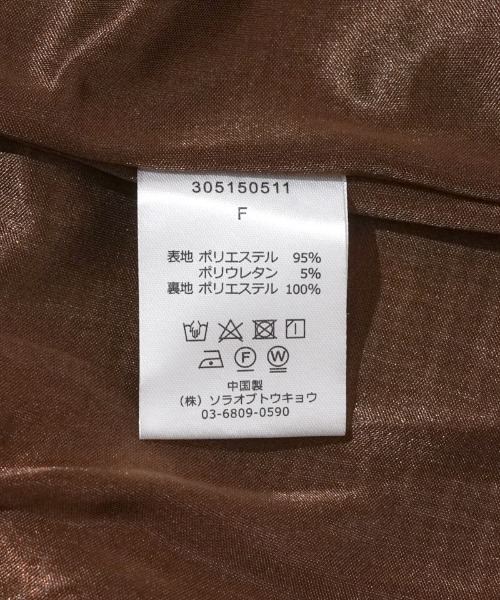 305150511
F
表地 ポリエステル 95%
ポリウレタン 5%
裏地 ポリエステル 100%
F W
中国製
(株) ソラオブトウキョウ
03-6809-0590